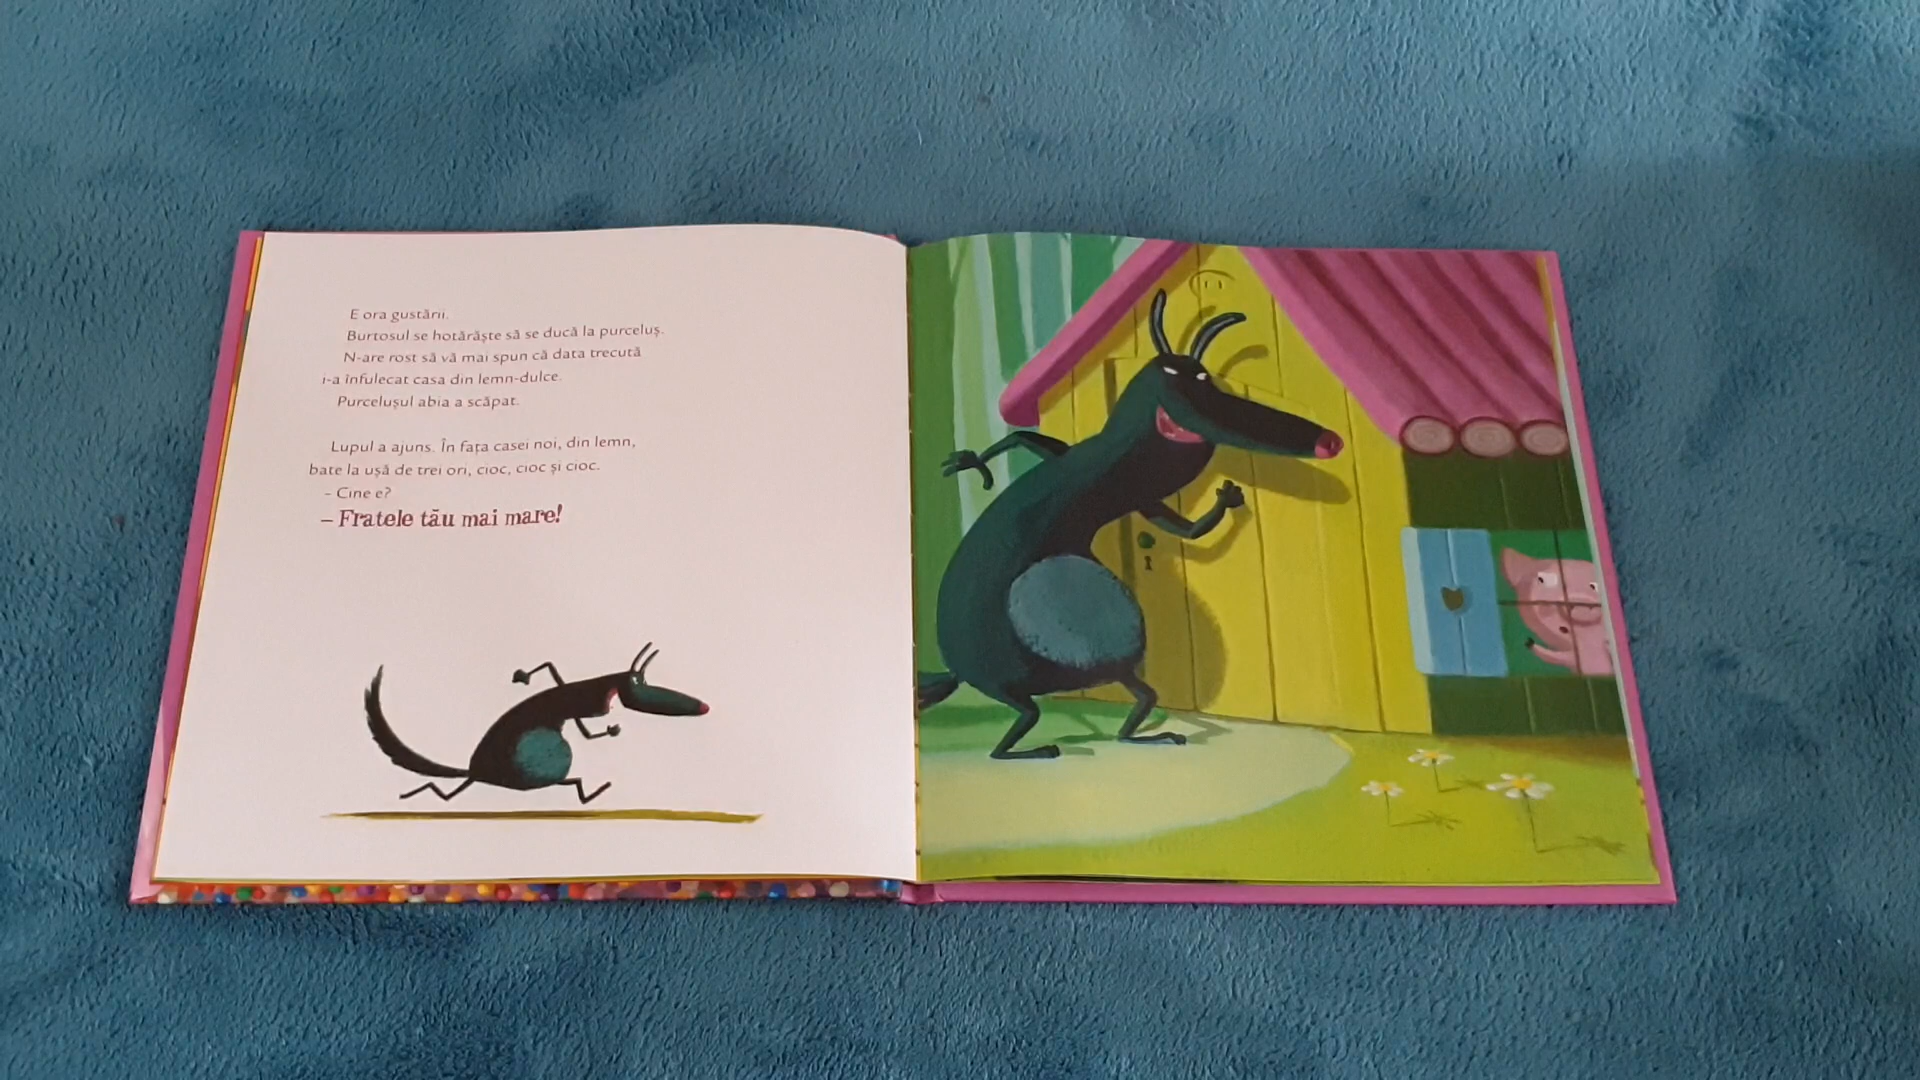 E ora gustării.
Burtosul se hotărăște să se ducă la purceluș.
N-are rost să vă mai spun că data trecută
i-a înfulecat casa din lemn-dulce.
Purcelușul abia a scăpat.
Lupul a ajuns. În fața casei noi, din lemn,
bate la ușă de trei ori, cioc, cioc și cioc.
- Cine e?
– Fratele tău mai mare!